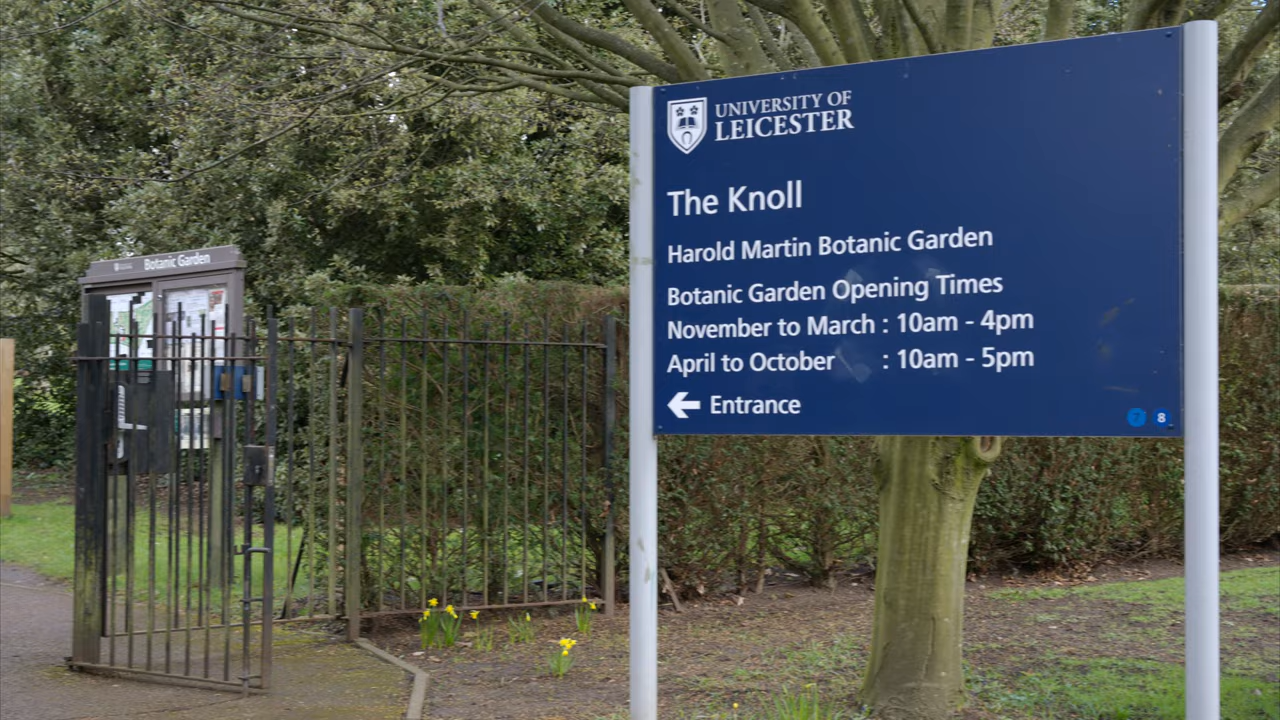 Botanic Garden
UNIVERSITY OF
LEICESTER
The Knoll
Harold Martin Botanic Garden
Botanic Garden Opening Times
November to March : 10am - 4pm
April to October : 10am - 5pm
Entrance
7 8